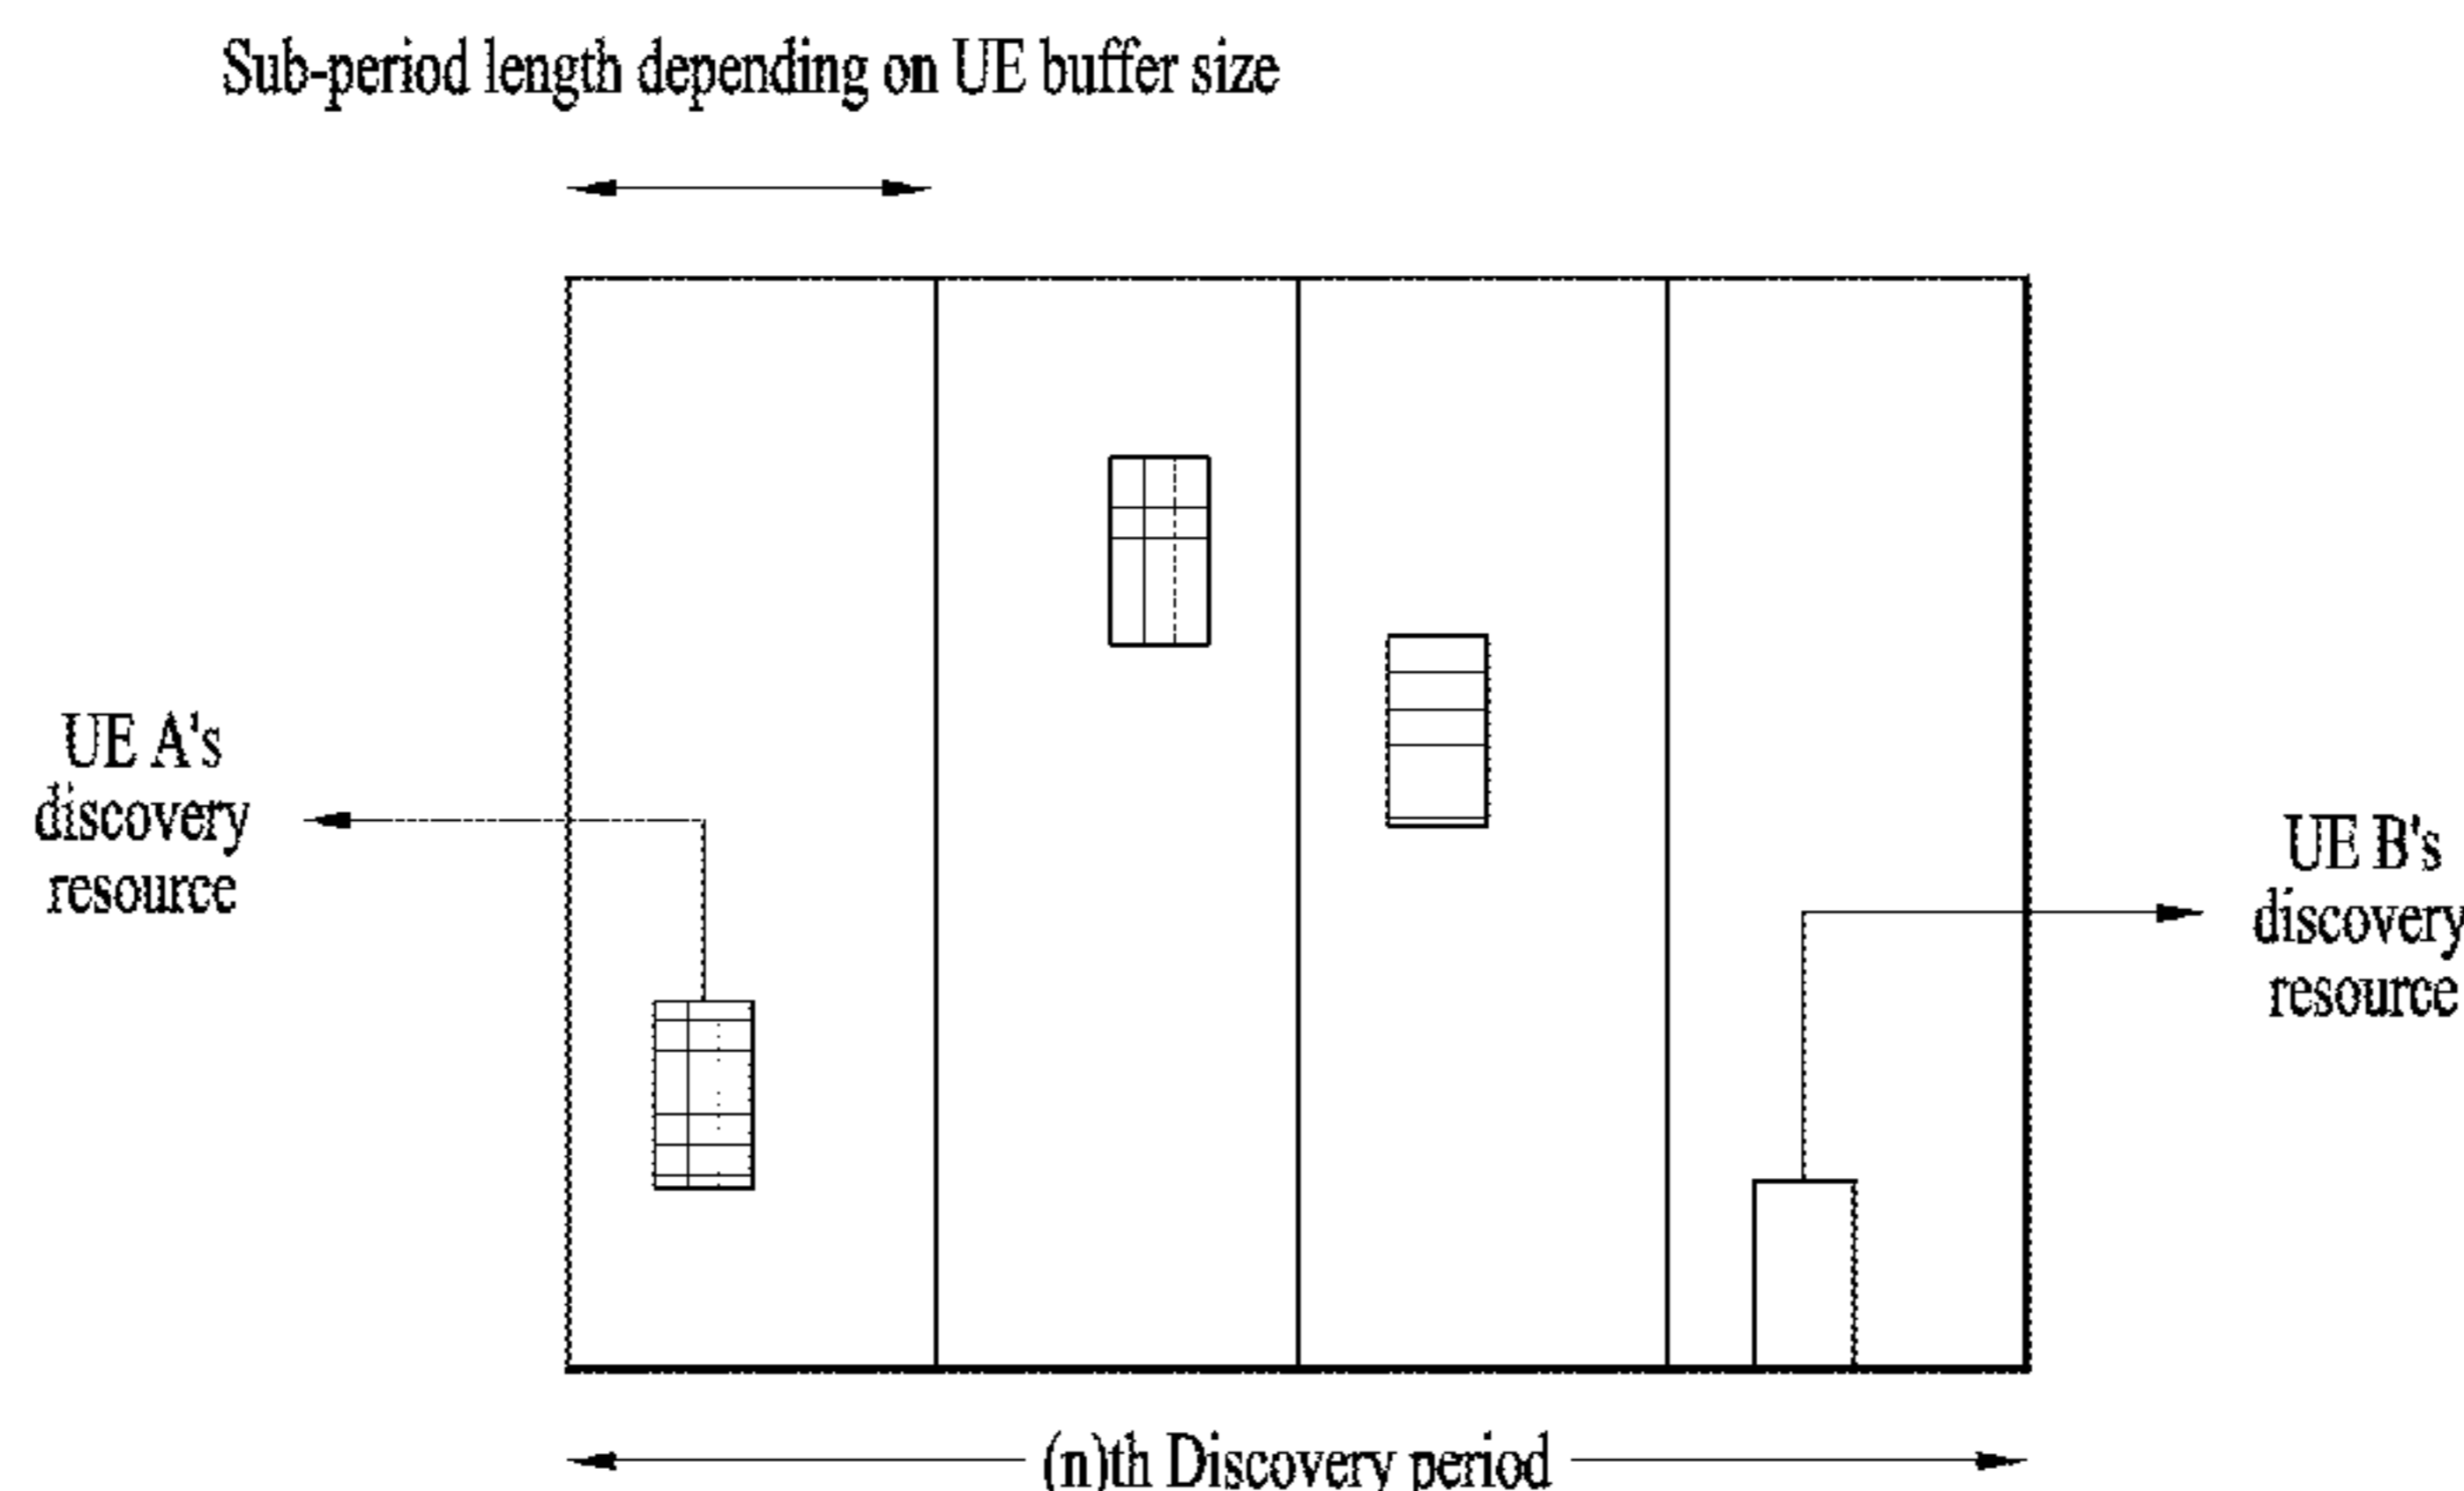 Sub-period length depending on UE buffer size
UE A's
discovery
resource
UE B's
discovery
resource
(n)th Discovery period